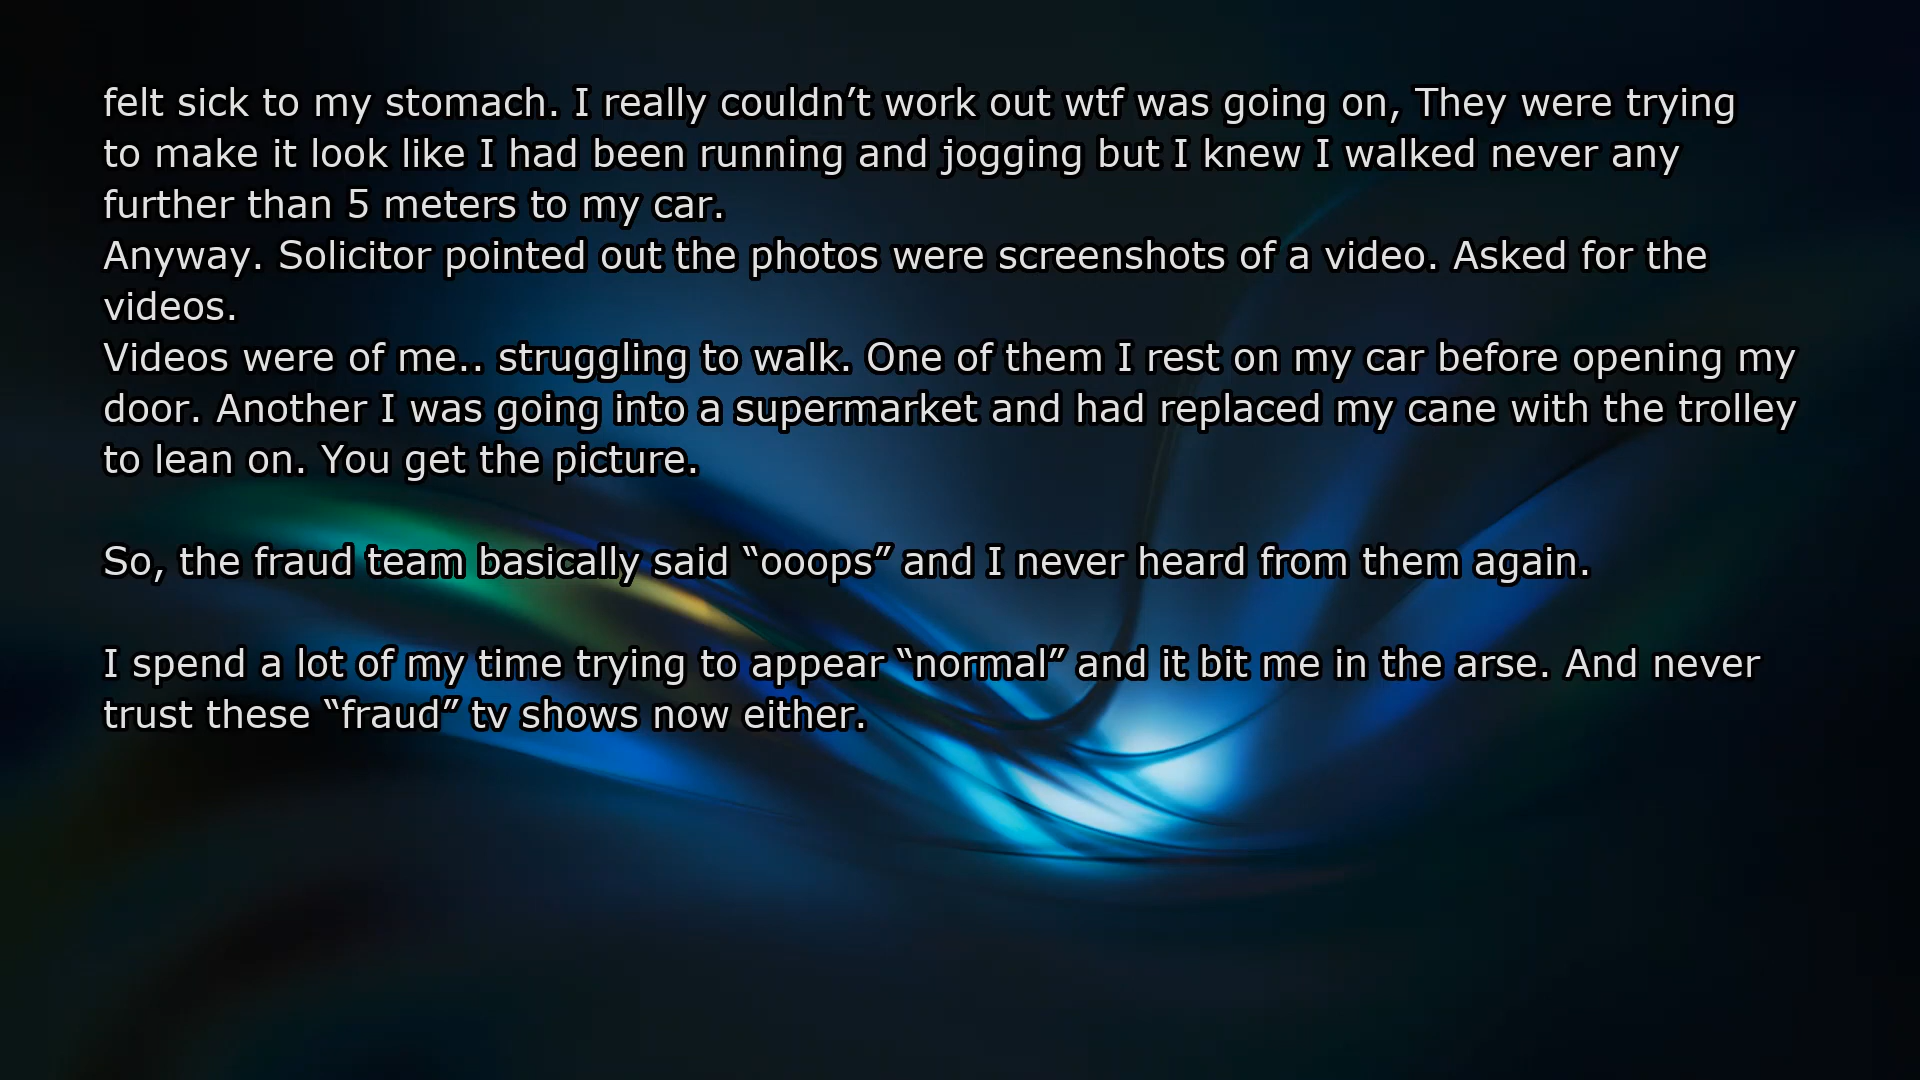 felt sick to my stomach. I really couldn’t work out wtf was going on, They were trying
to make it look like I had been running and jogging but I knew I walked never any
further than 5 meters to my car.
Anyway. Solicitor pointed out the photos were screenshots of a video. Asked for the
videos.
Videos were of me.. struggling to walk. One of them I rest on my car before opening my
door. Another I was going into a supermarket and had replaced my cane with the trolley
to lean on. You get the picture.
So, the fraud team basically said “ooops” and I never heard from them again.
I spend a lot of my time trying to appear “normal” and it bit me in the arse. And never
trust these “fraud” tv shows now either.